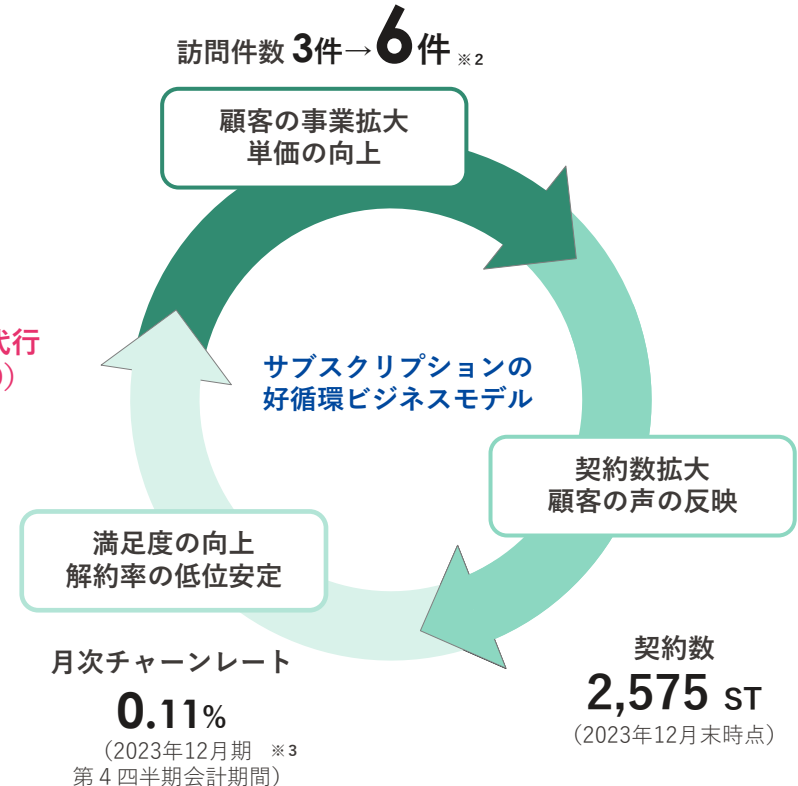 訪問件数 3件→6件 ※2
顧客の事業拡大
単価の向上
代行
)
サブスクリプションの
好循環ビジネスモデル
契約数拡大
顧客の声の反映
満足度の向上
解約率の低位安定
月次チャーンレート
0.11%
（2023年12月期 ※3
第４四半期会計期間）
契約数
2,575 ST
（2023年12月末時点）